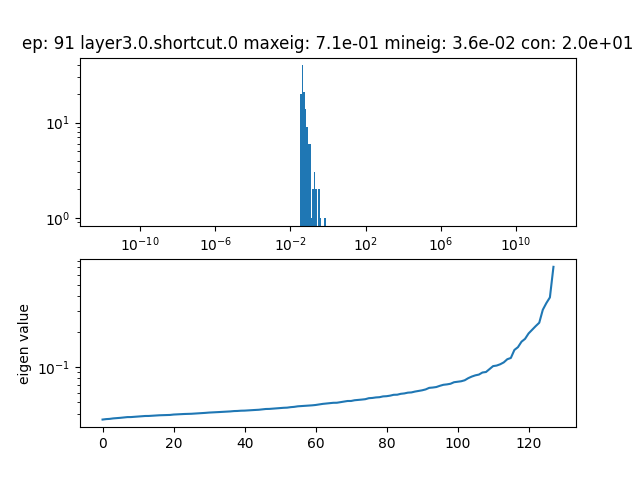 ep: 91 layer3.0.shortcut.0 maxeig: 7.1e-01 mineig: 3.6e-02 con: 2.0e+01
10¹
10⁰
10⁻¹⁰ 10⁻⁶ 10⁻² 10² 10⁶ 10¹⁰
eigen value
10⁻¹
0 20 40 60 80 100 120